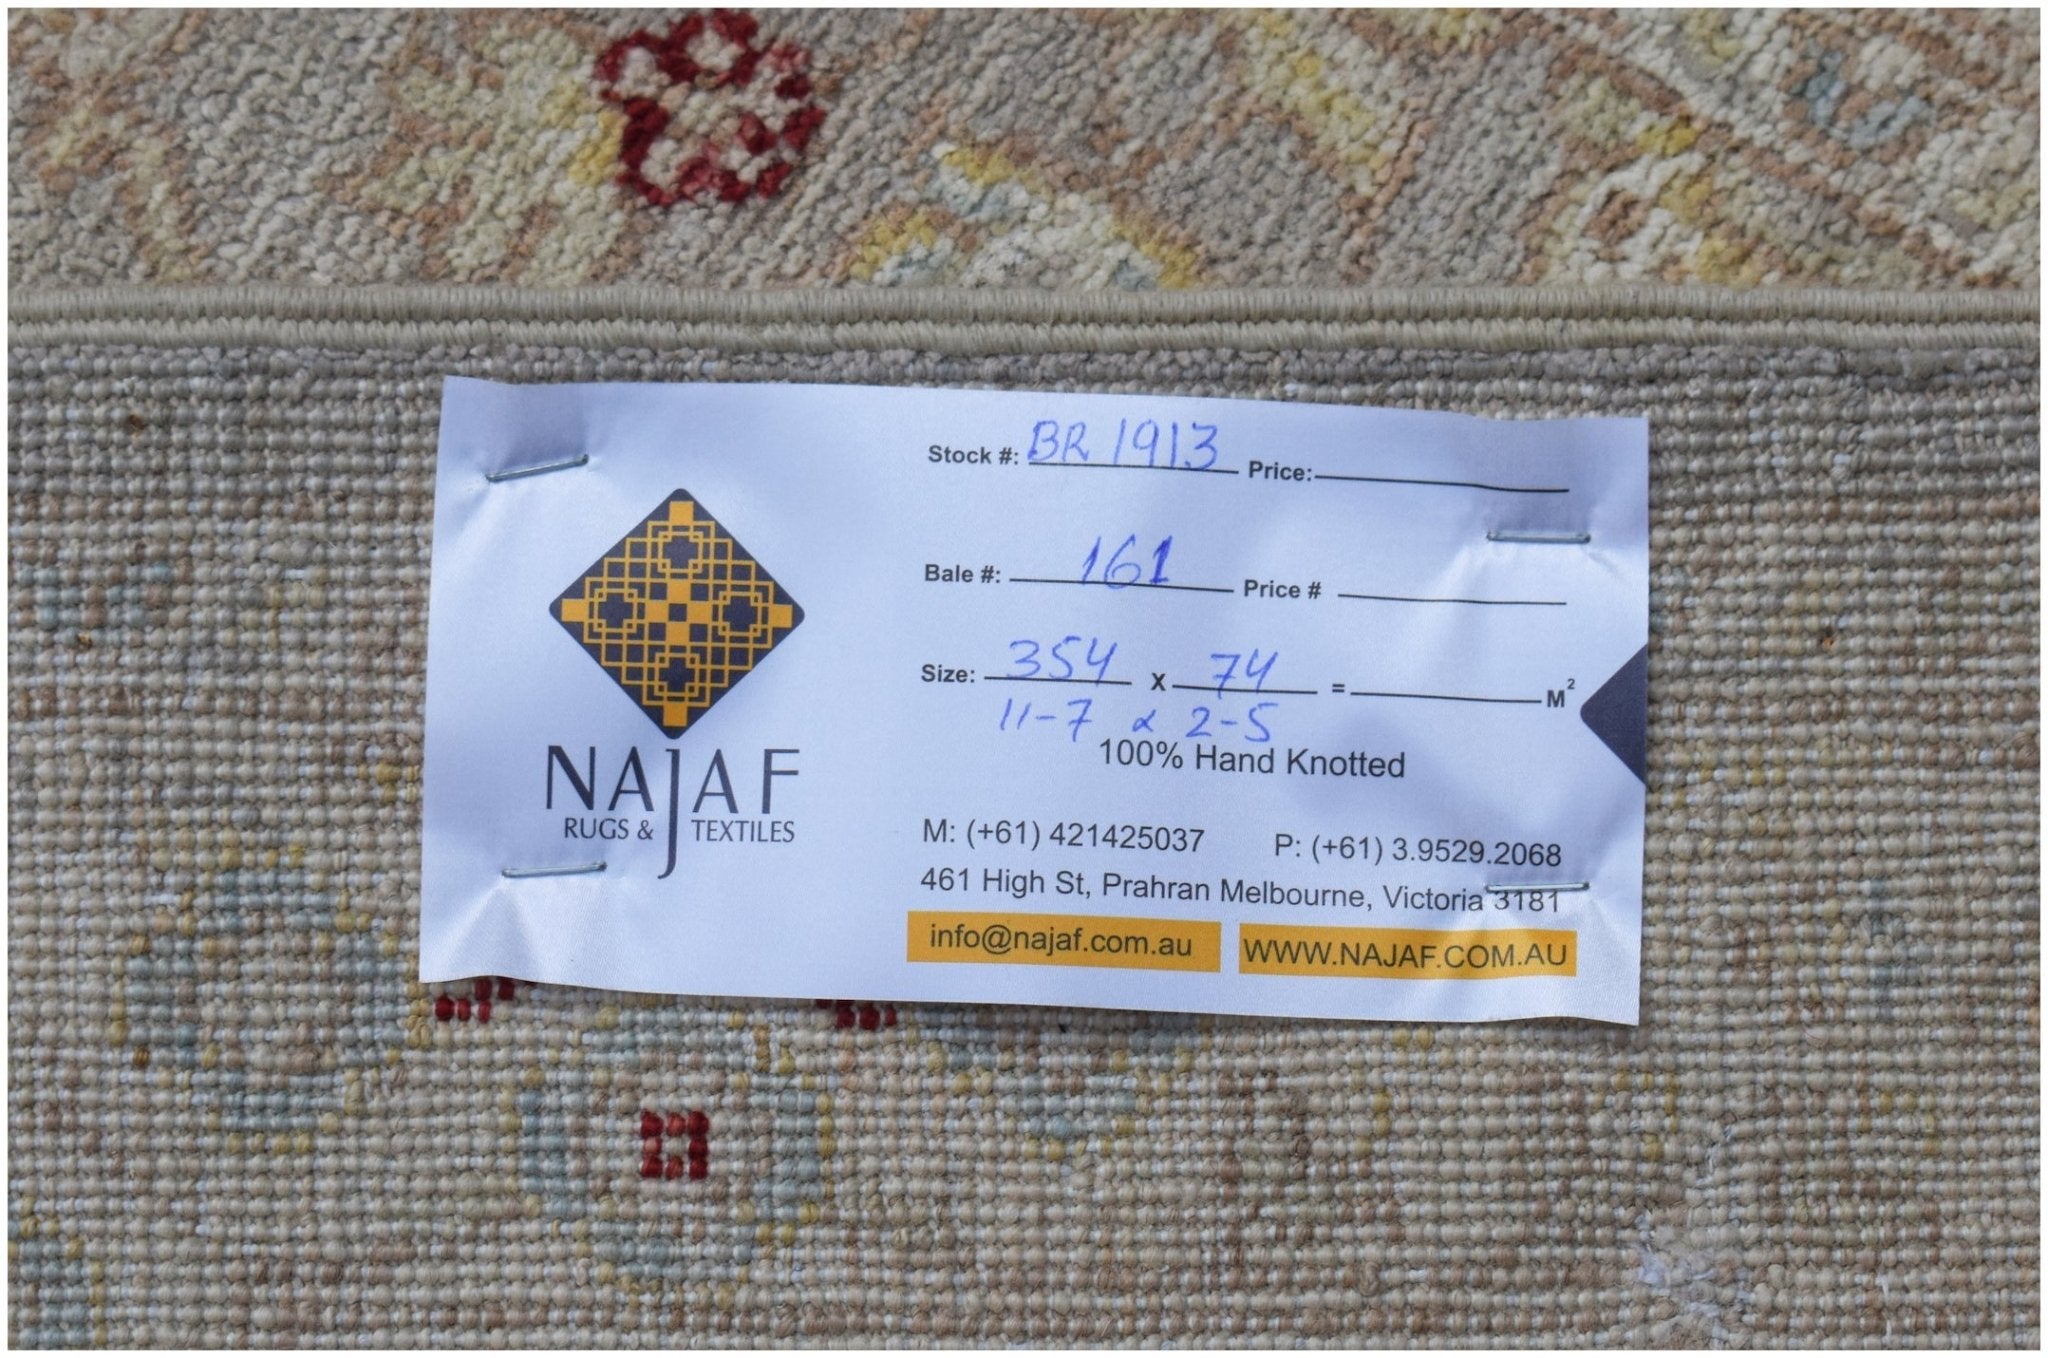 Stock #: BR 1913 Price:
Bale #: 161 Price #
Size: 354 x 74 = M²
11-7 x 2-5
100% Hand Knotted
NAJAF
RUGS & TEXTILES
M: (+61) 421425037 P: (+61) 3.9529.2068
461 High St, Prahran Melbourne, Victoria 3181
info@najaf.com.au WWW.NAJAF.COM.AU